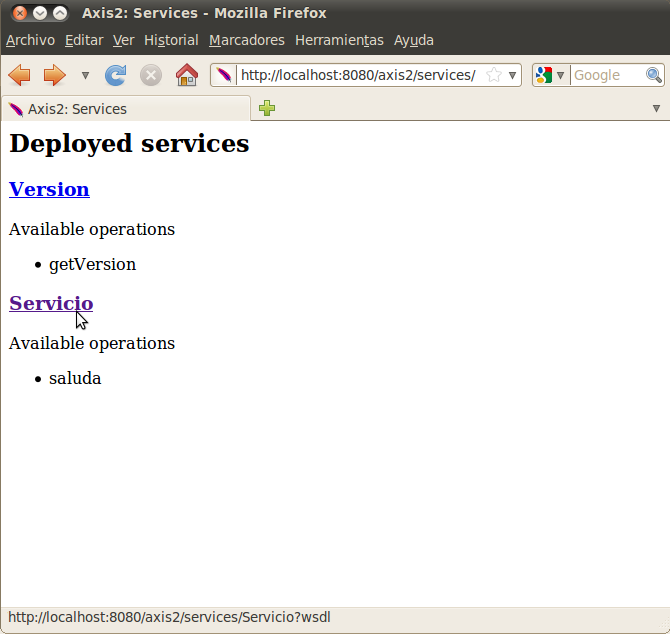 Axis2: Services - Mozilla Firefox
Archivo Editar Ver Historial Marcadores Herramientas Ayuda
http://localhost:8080/axis2/services/ Google
Axis2: Services
Deployed services
Version
Available operations
getVersion
Servicio
Available operations
saluda
http://localhost:8080/axis2/services/Servicio?wsdl